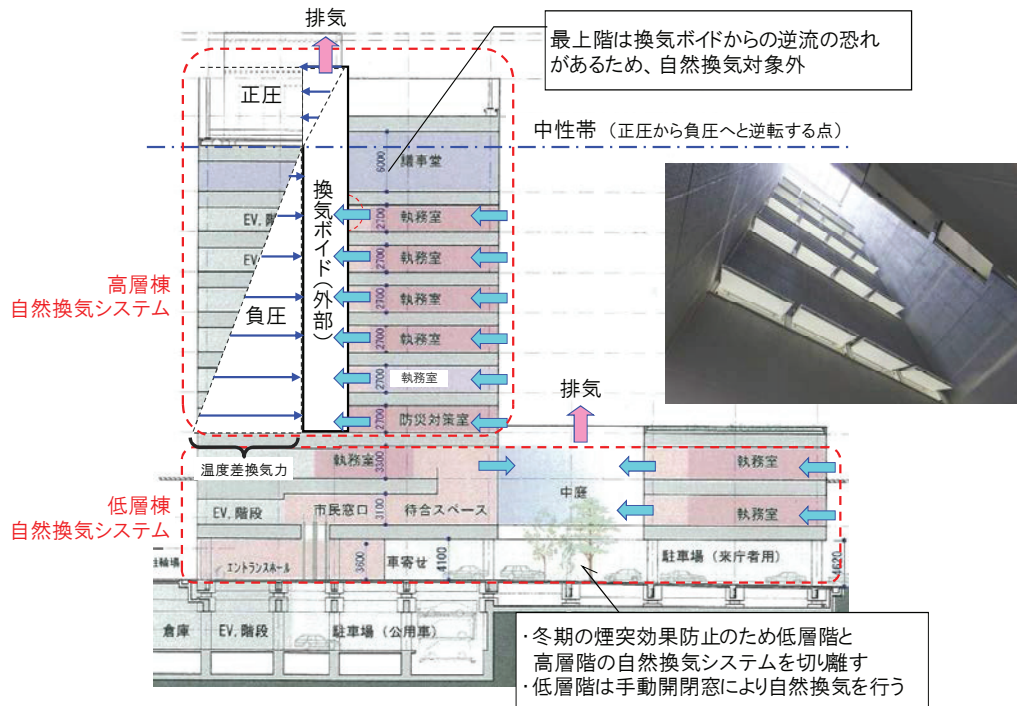 排気
最上階は換気ボイドからの逆流の恐れ
があるため、自然換気対象外
正圧
中性帯 （正圧から負圧へと逆転する点）
6000
議事堂
換気ボイド（外部）
EV,階
2700
執務室
EV,
2700
執務室
高層棟
自然換気システム
2700
執務室
負圧
2700
執務室
2700
執務室
排気
2700
防災対策室
温度差換気力
執務室
3300
執務室
中庭
低層棟
自然換気システム
EV,階段
市民窓口
3100
待合スペース
執務室
駐輪場
エントランスホール
3600
車寄せ
4100
駐車場（来庁者用）
4620
倉庫
EV,階段
駐車場（公用車）
・冬期の煙突効果防止のため低層階と
高層階の自然換気システムを切り離す
・低層階は手動開閉窓により自然換気を行う